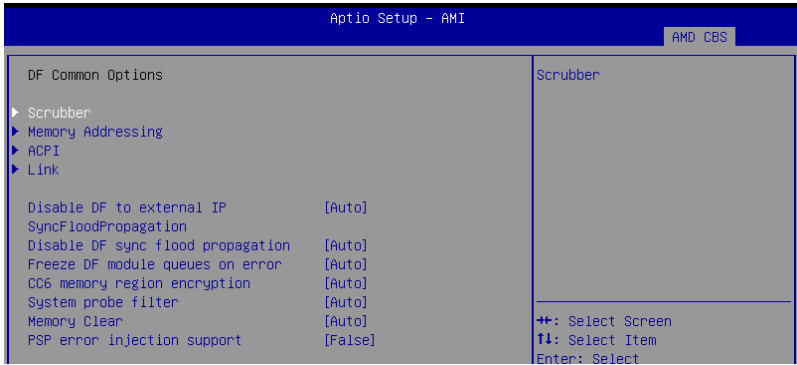 Aptio Setup – AMI
AMD CBS
DF Common Options
Scrubber
Memory Addressing
ACPI
Link
Disable DF to external IP [Auto]
SyncFloodPropagation
Disable DF sync flood propagation [Auto]
Freeze DF module queues on error [Auto]
CC6 memory region encryption [Auto]
System probe filter [Auto]
Memory Clear [Auto]
PSP error injection support [False]
Scrubber
→←: Select Screen
↑↓: Select Item
Enter: Select